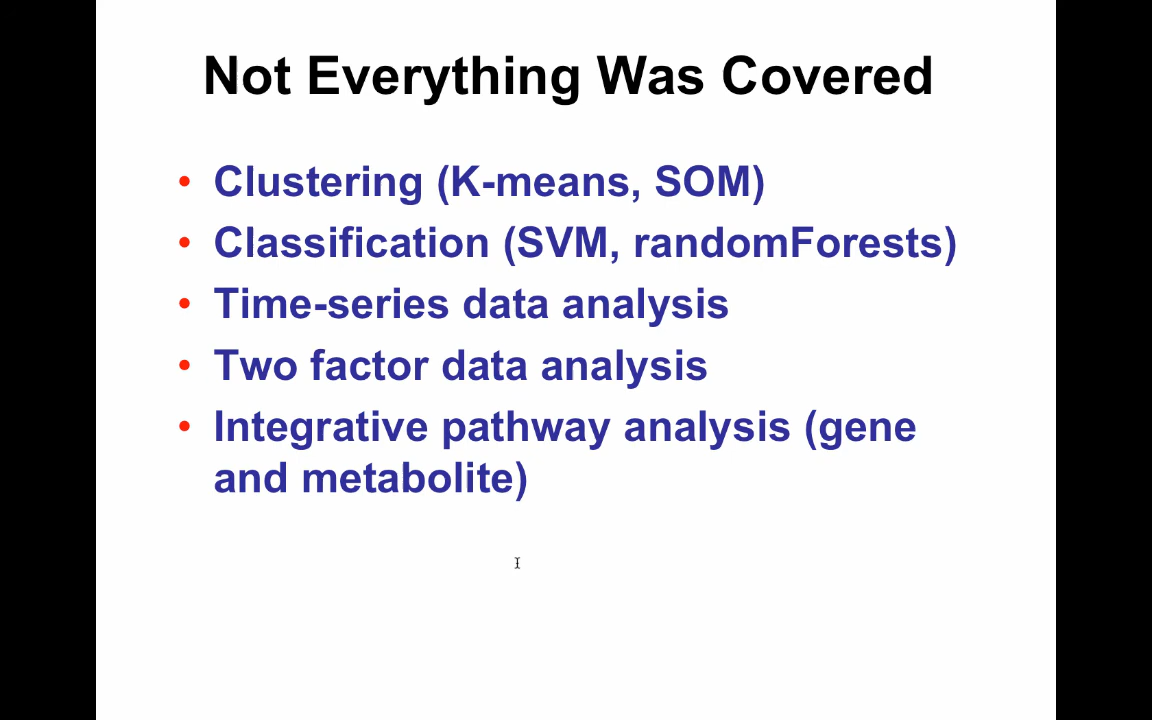 Not Everything Was Covered
• Clustering (K-means, SOM)
• Classification (SVM, randomForests)
• Time-series data analysis
• Two factor data analysis
• Integrative pathway analysis (gene
and metabolite)